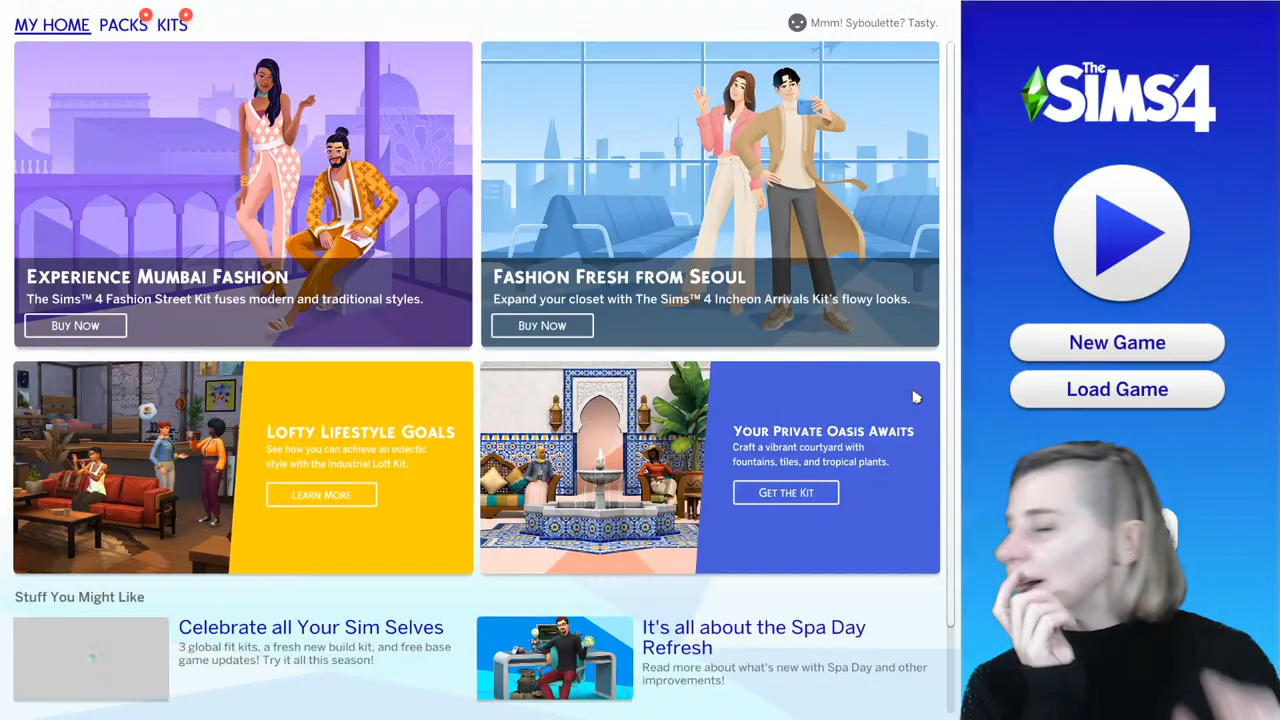 MY HOME PACKS KITS
Mmm! Syboulette? Tasty.
EXPERIENCE MUMBAI FASHION
The Sims™ 4 Fashion Street Kit fuses modern and traditional styles.
BUY NOW
FASHION FRESH FROM SEOUL
Expand your closet with The Sims™ 4 Incheon Arrivals Kit's flowy looks.
BUY NOW
LOFTY LIFESTYLE GOALS
See how you can achieve an eclectic
style with the Industrial Loft Kit.
LEARN MORE
YOUR PRIVATE OASIS AWAITS
Craft a vibrant courtyard with
fountains, tiles, and tropical plants.
GET THE KIT
Stuff You Might Like
Celebrate all Your Sim Selves
3 global fit kits, a fresh new build kit, and free base
game updates! Try it all this season!
It's all about the Spa Day
Refresh
Read more about what's new with Spa Day and other
improvements!
The SIMS 4
New Game
Load Game